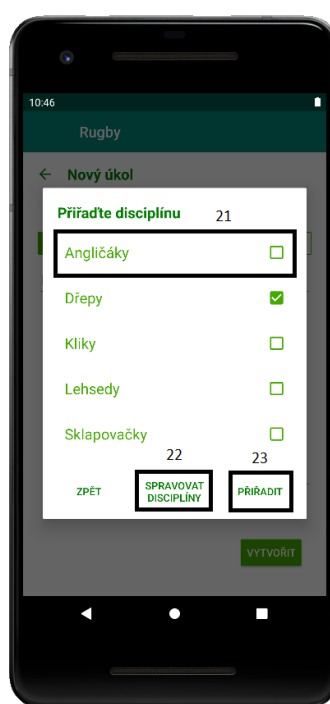 10:46
Rugby
Nový úkol
Přiřaďte disciplínu
21
Angličáky
Dřepy
Kliky
Lehsedy
Sklapovačky
22
23
ZPĚT
SPRAVOVAT
DISCIPLÍNY
PŘIŘADIT
VYTVOŘIT